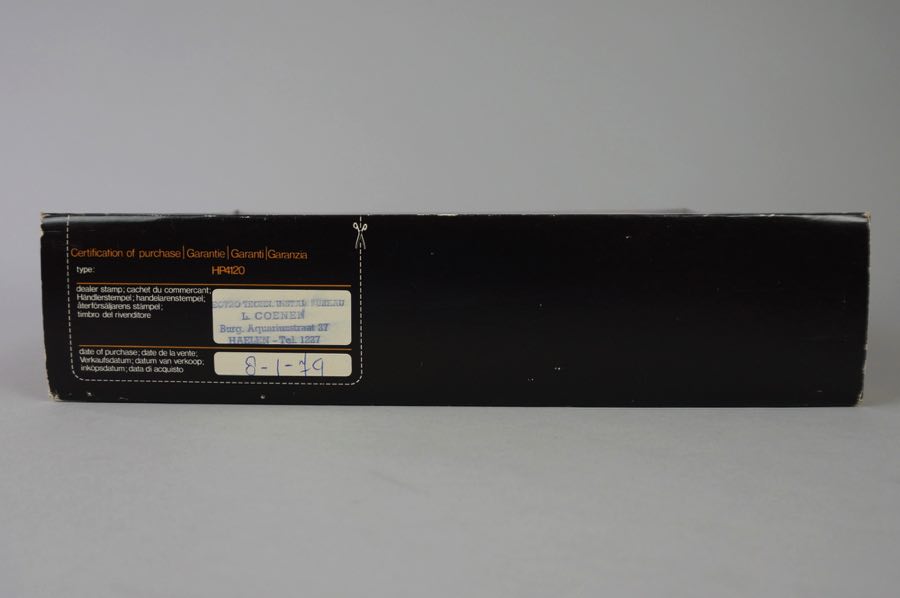 Certification of purchase | Garantie | Garanti | Garanzia
type: HP4120
dealer stamp; cachet du commerçant;
Händlerstempel; handelarenstempel;
återförsäljarens stämpel;
timbro del rivenditore
L. COENEN
Burg. Aquariusstraat 37
HAELEN - Tel. 1227
date of purchase; date de la vente;
Verkaufsdatum; datum van verkoop;
inköpsdatum; data di acquisto
8-1-79